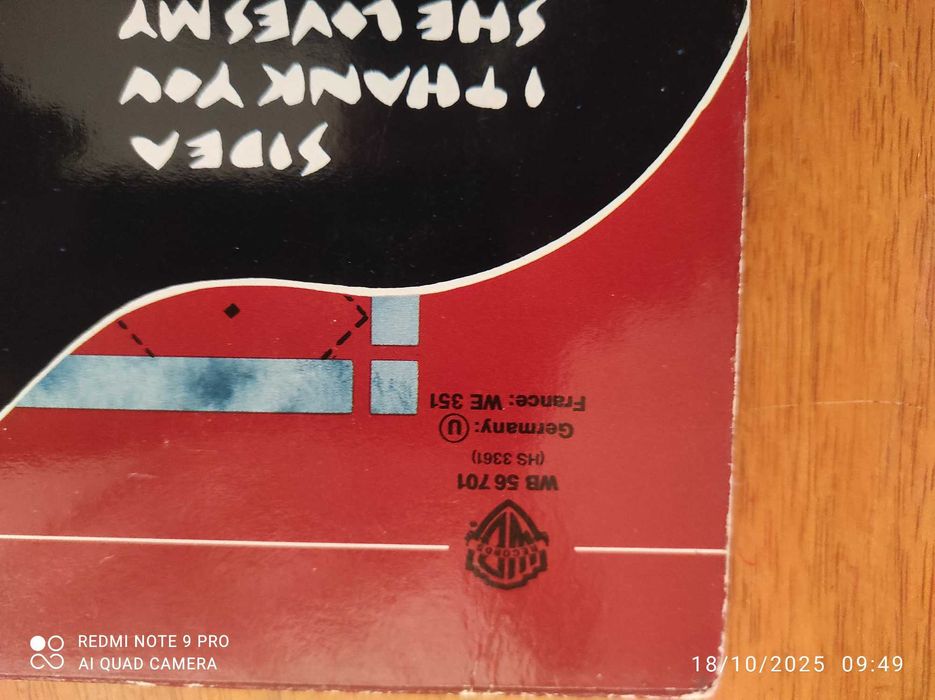 WB
RECORDS
WB 56 701
(HS 3361)
Germany: Ⓤ
France: WE 351
SIDE A
I THANK YOU
SHE LOVES MY
REDMI NOTE 9 PRO
AI QUAD CAMERA
18/10/2025 09:49